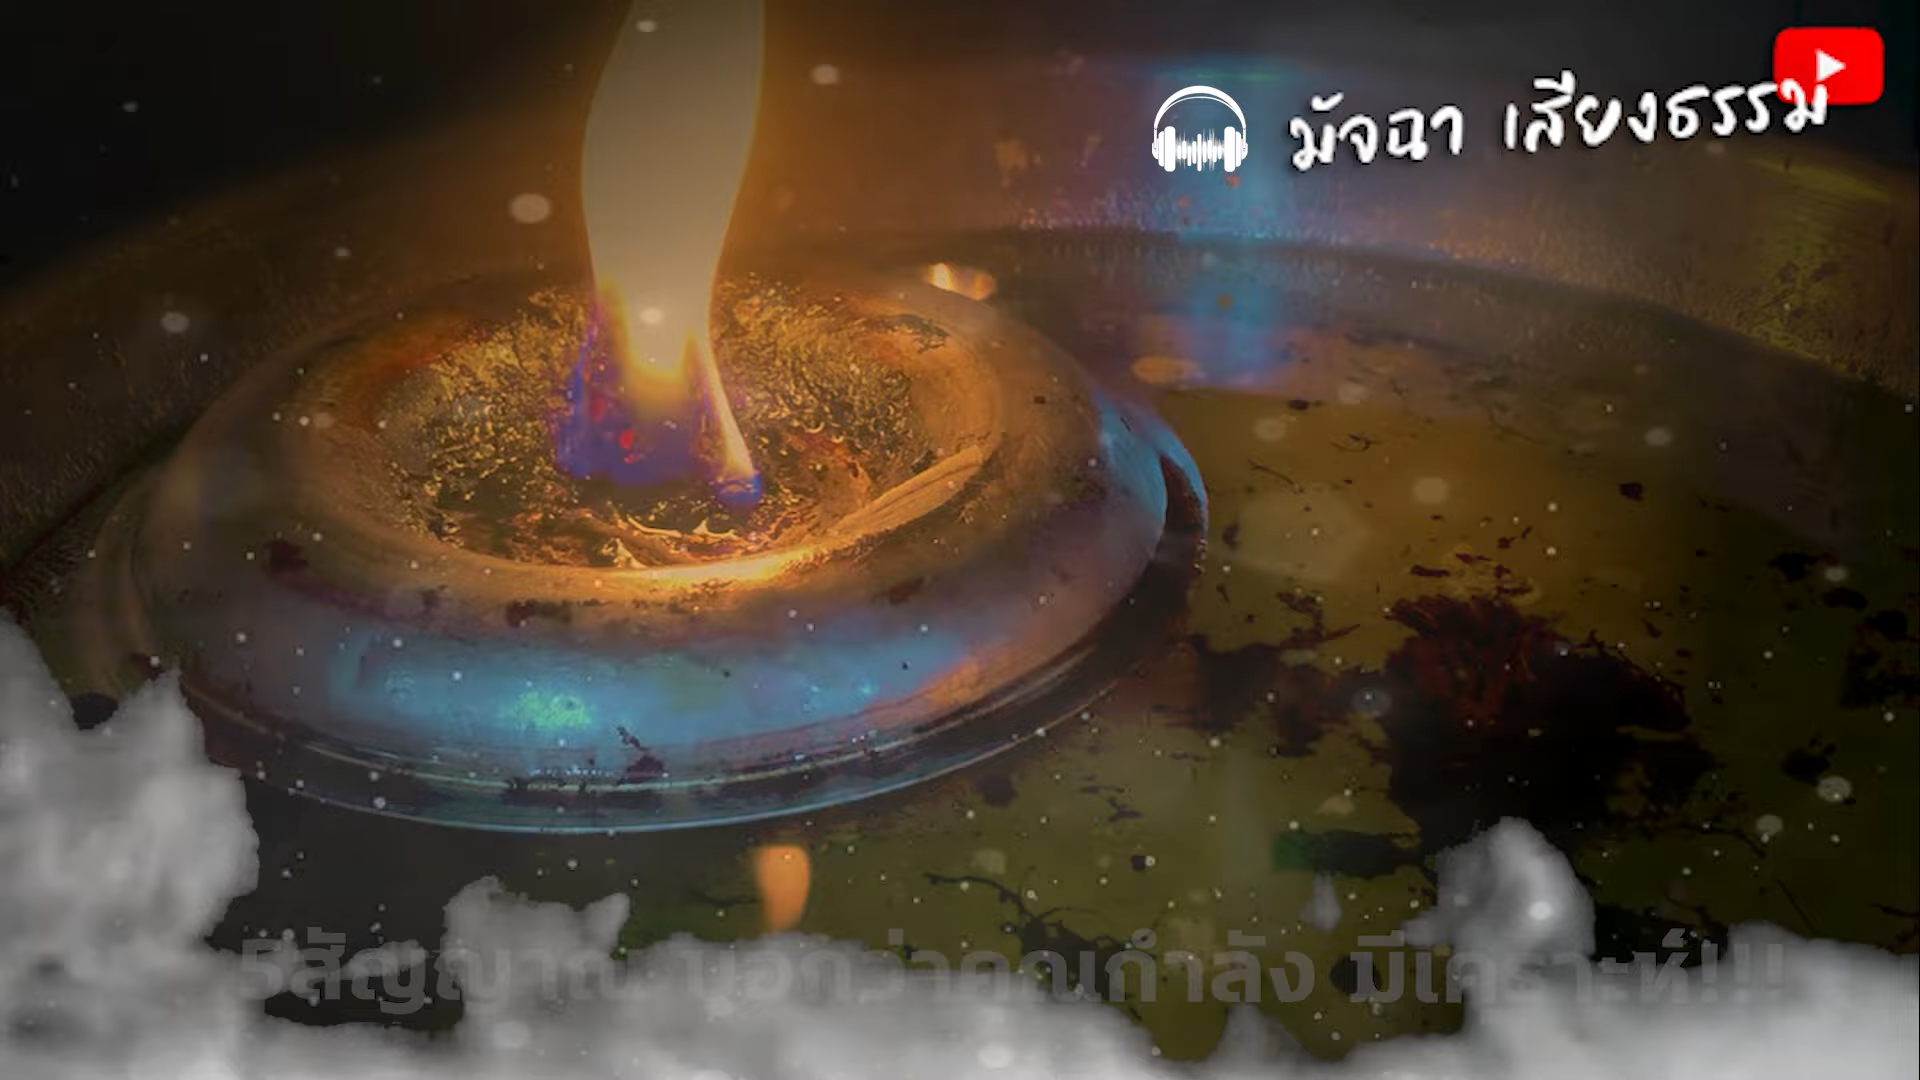 มัจฉา เสียงธรรม
5สัญญาณ บอกว่าคุณกำลัง มีเคราะห์!!!